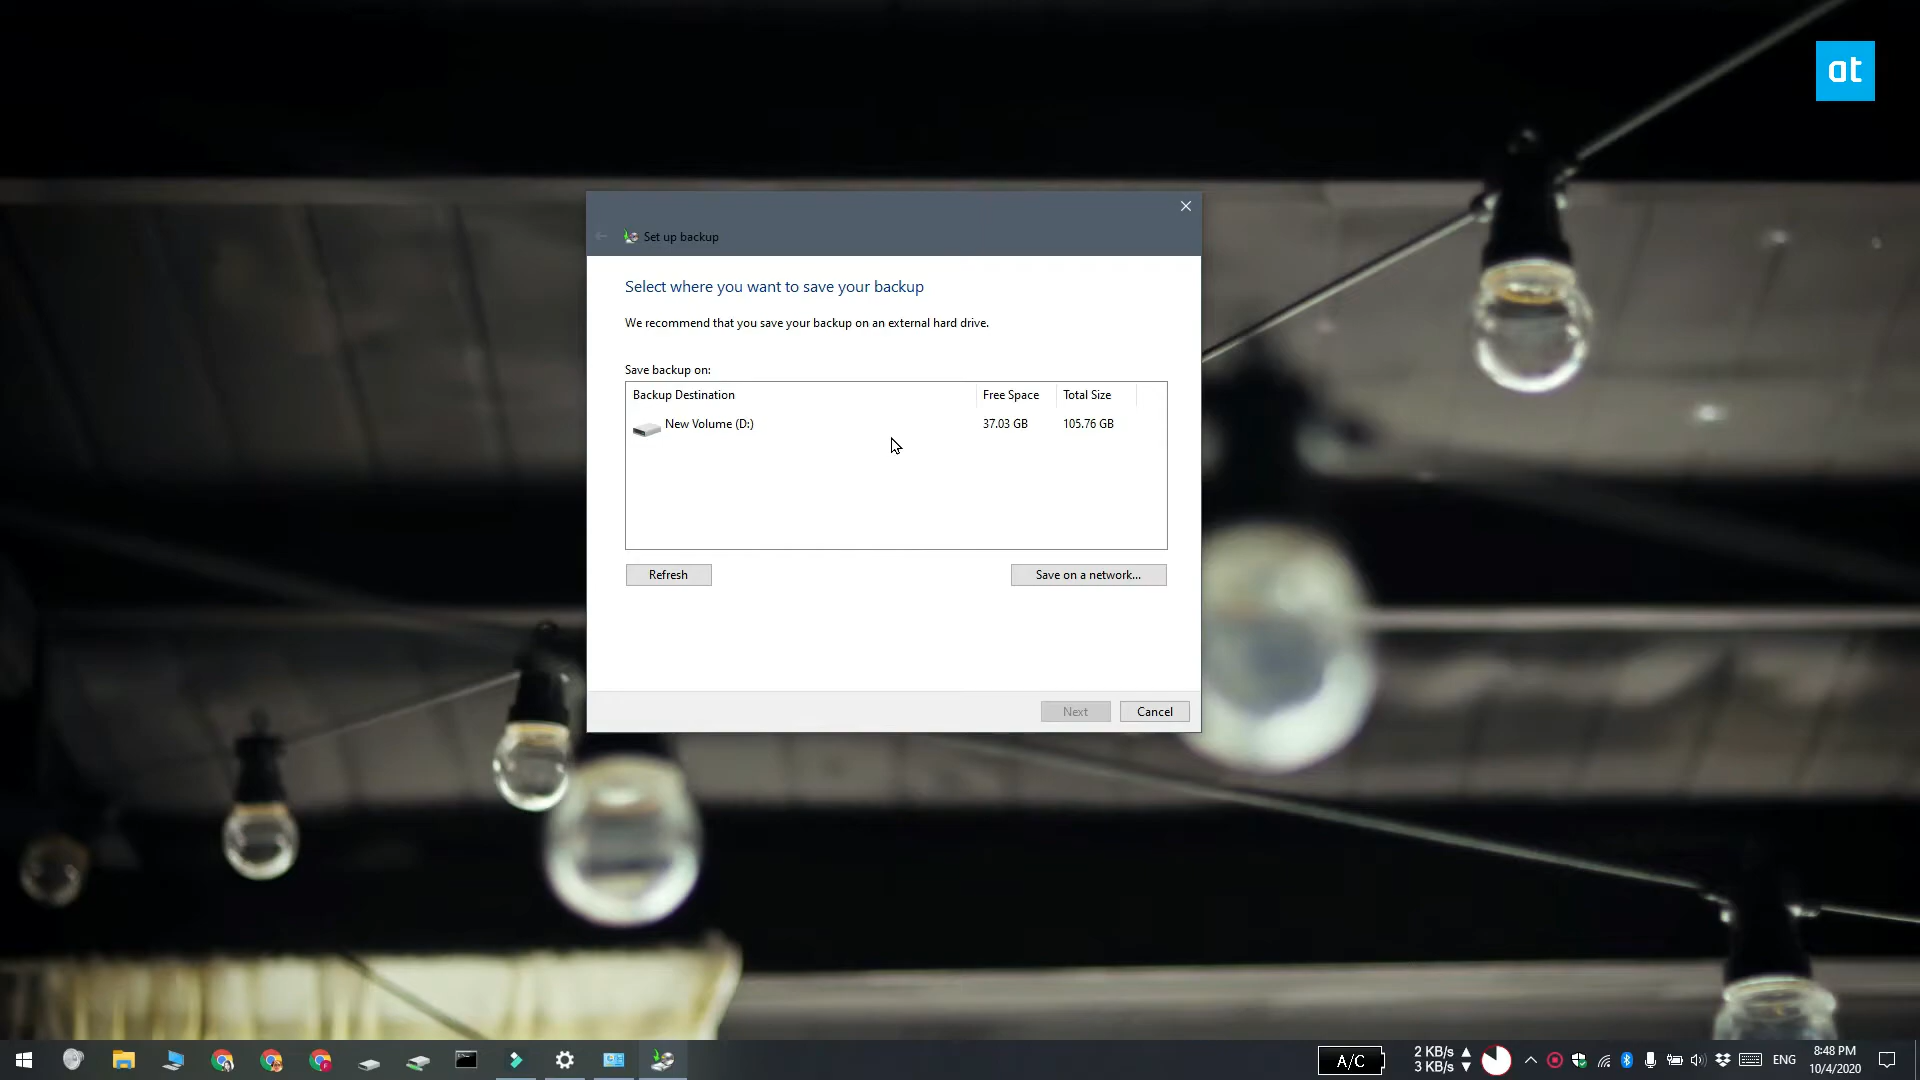 at
Set up backup
Select where you want to save your backup
We recommend that you save your backup on an external hard drive.
Save backup on:
Backup Destination Free Space Total Size
New Volume (D:) 37.03 GB 105.76 GB
Refresh Save on a network...
Next Cancel
A/C
2 KB/s
3 KB/s
ENG
8:48 PM
10/4/2020